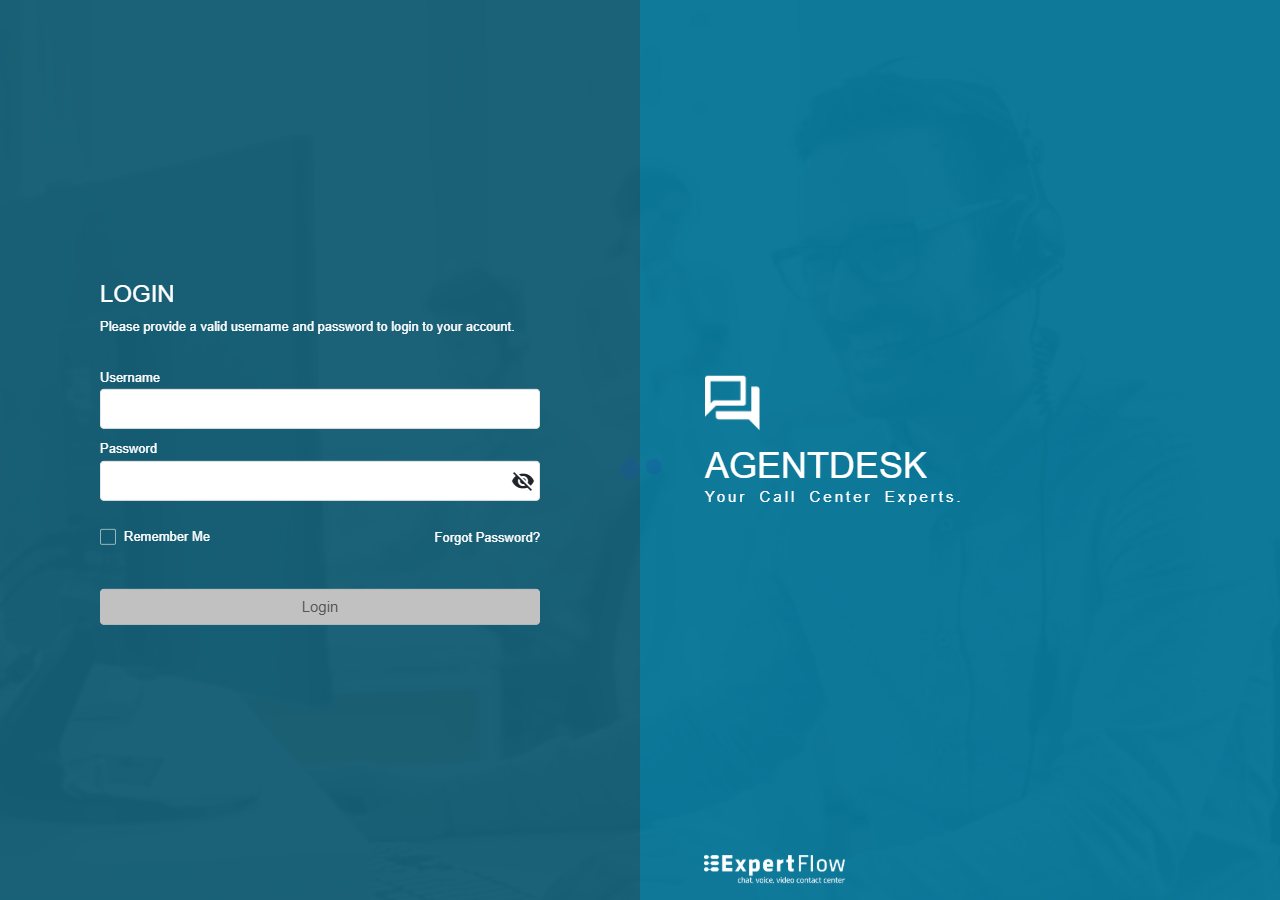 LOGIN
Please provide a valid username and password to login to your account.
Username
Password
Remember Me
Forgot Password?
Login
AGENTDESK
Your Call Center Experts.
ExpertFlow
chat, voice, video contact center